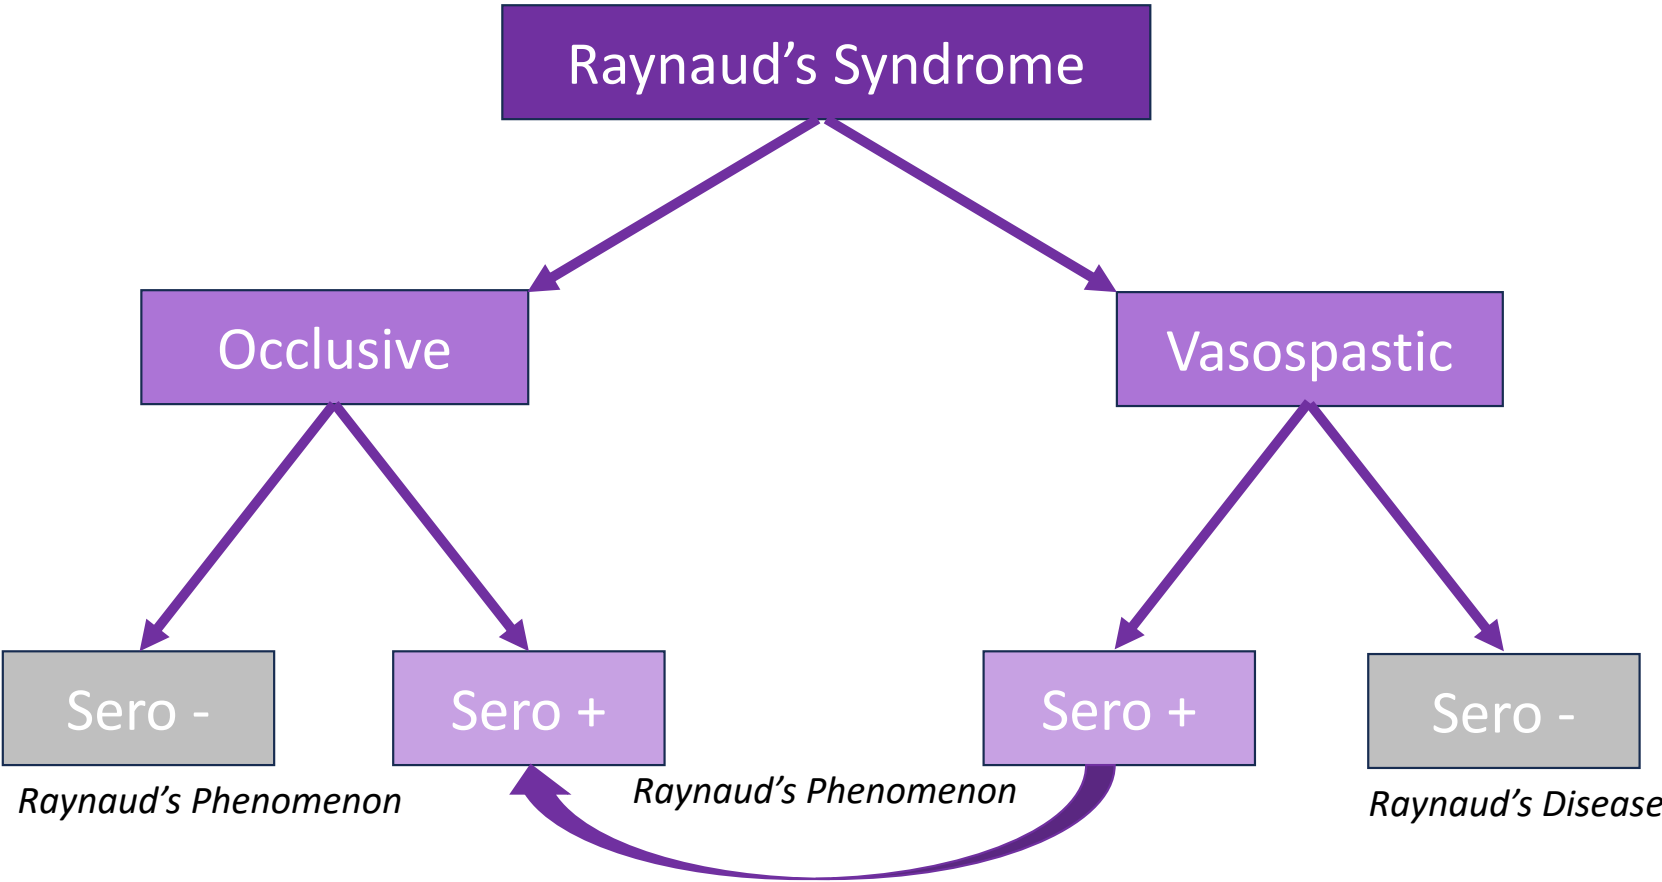 Raynaud’s Syndrome
Occlusive
Vasospastic
Sero -
Sero +
Sero +
Sero -
Raynaud’s Phenomenon
Raynaud’s Phenomenon
Raynaud’s Disease